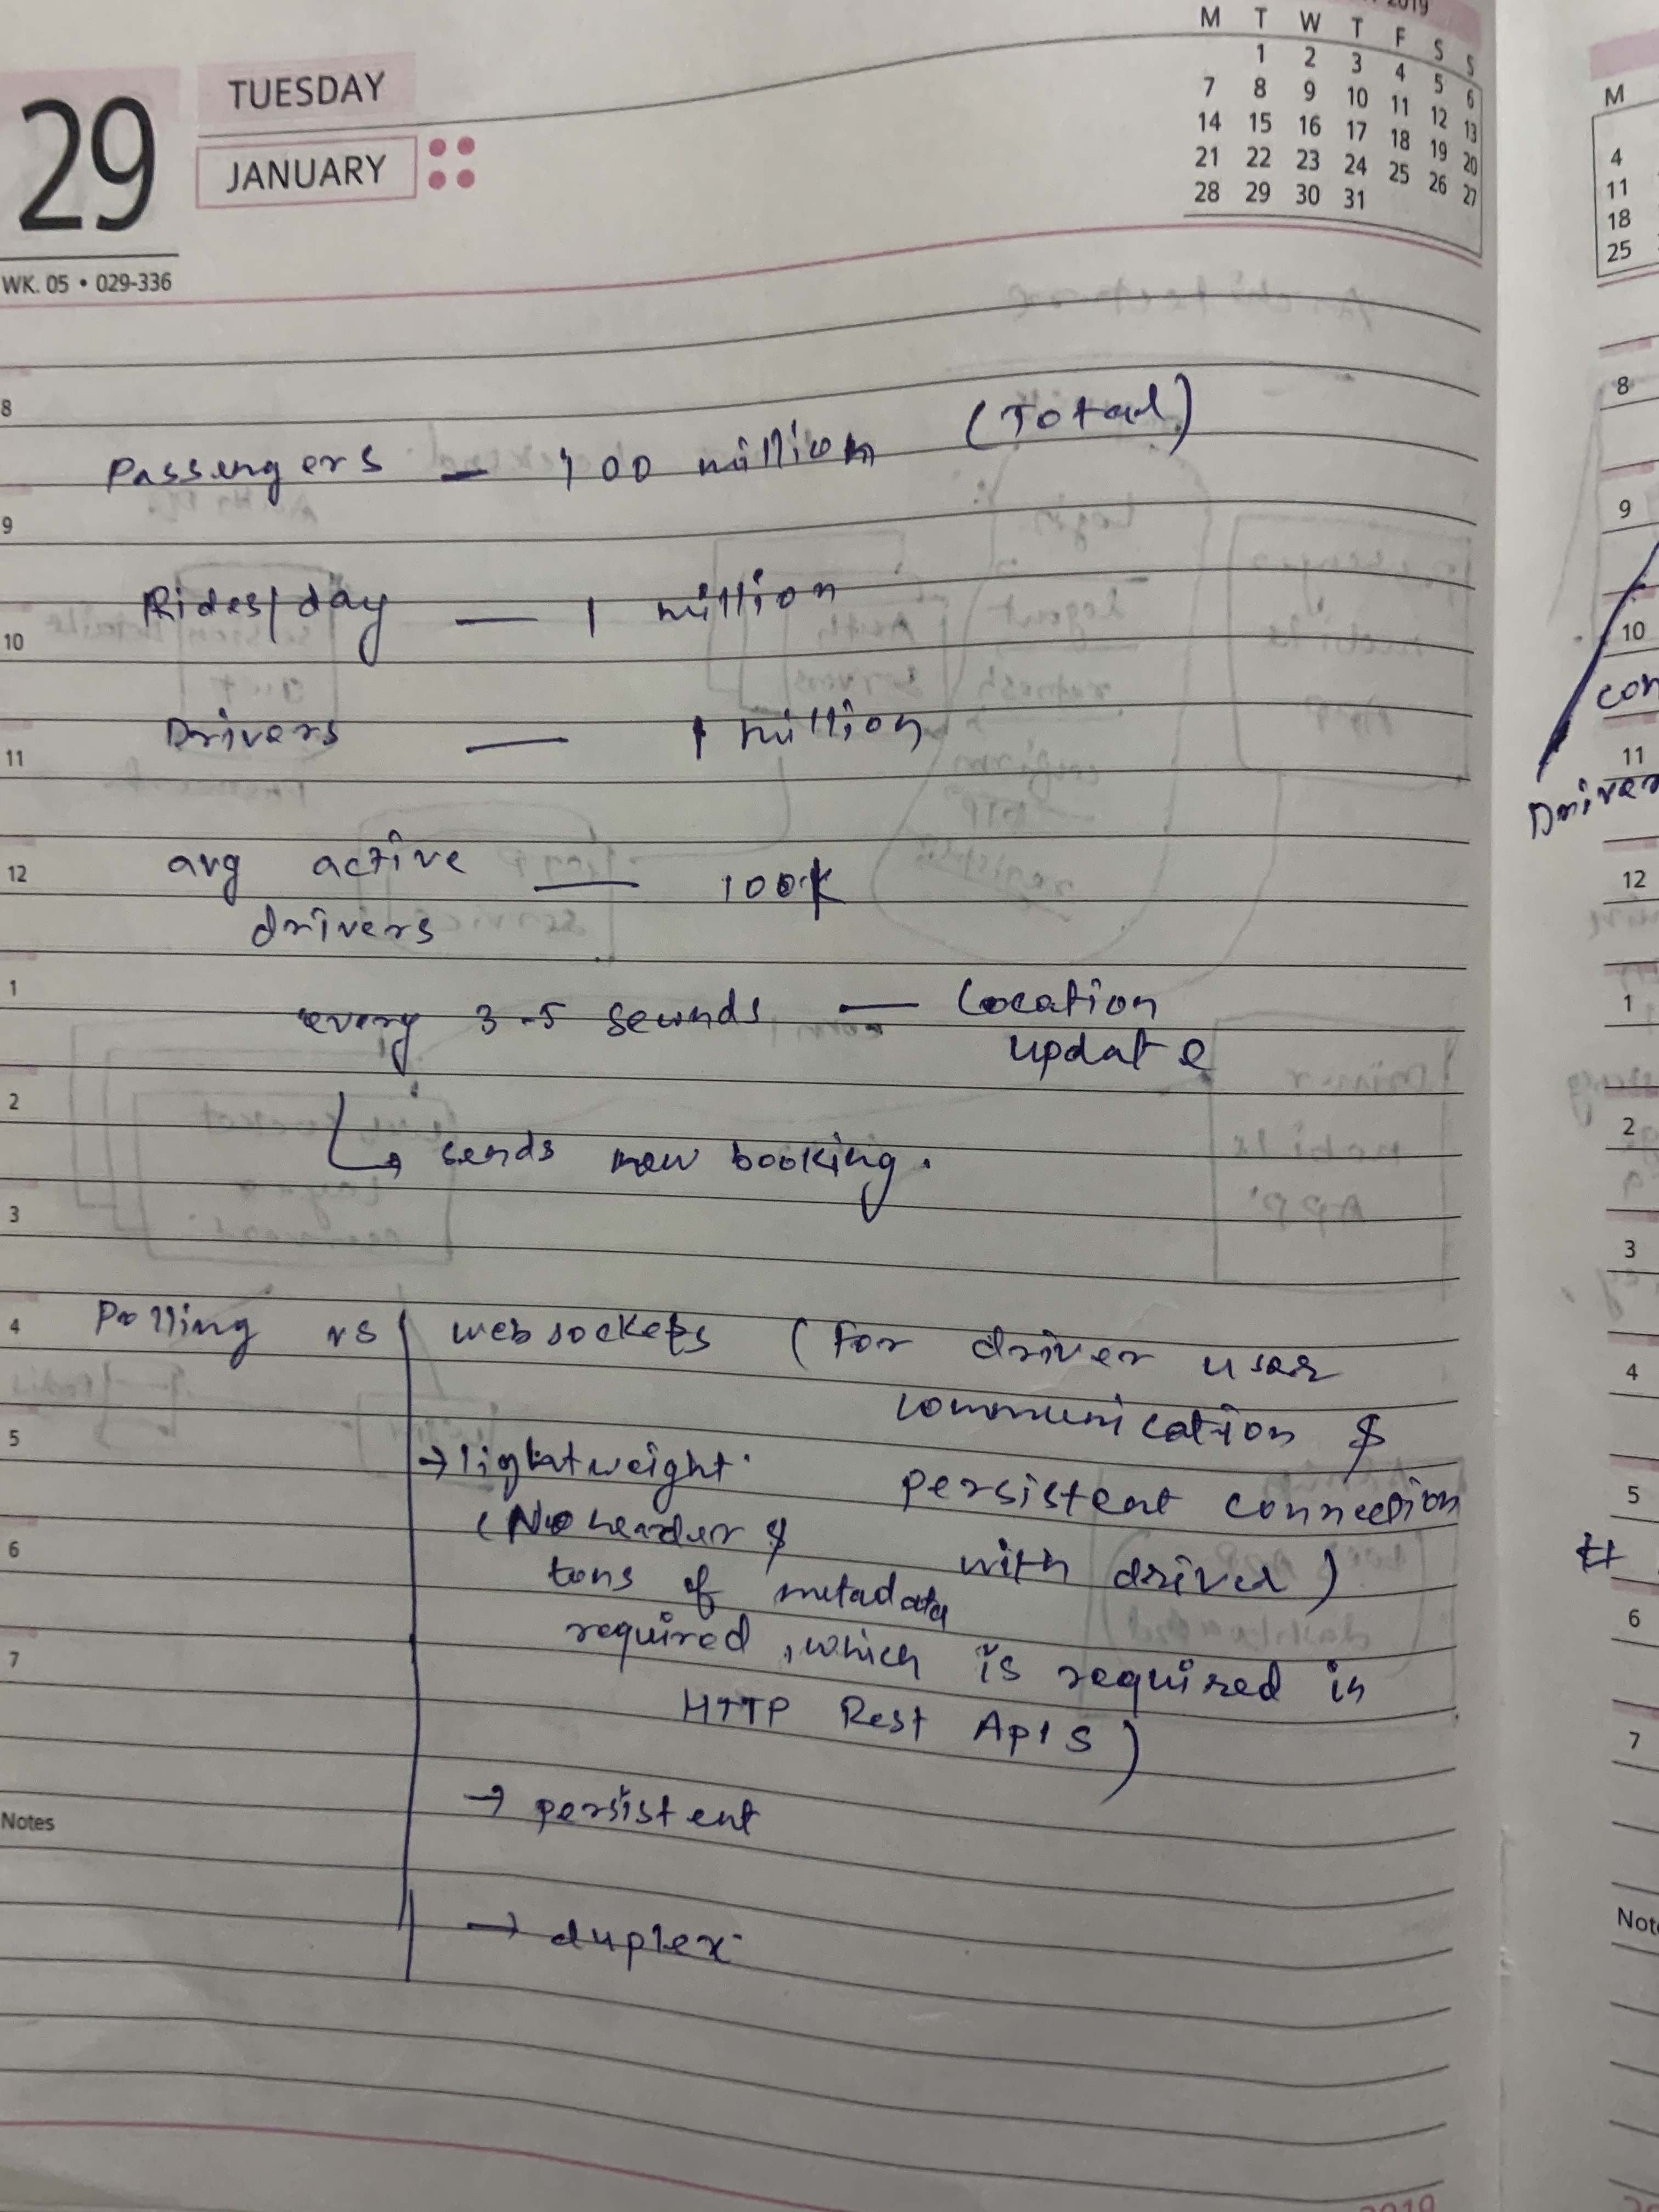 2019
M T W T F S S
1 2 3 4 5 6
7 8 9 10 11 12 13
14 15 16 17 18 19 20
21 22 23 24 25 26 27
28 29 30 31
29
TUESDAY
JANUARY
WK. 05 • 029-336
8
Passengers — 100 million (Total)
9
Rides/day — 1 million
10
Drivers — 1 million
11
avg active
12
drivers — 100K
1
every 3-5 seconds — Location
update
2
↳ sends new booking.
3
4
Polling vs | websockets (For driver user
communication &
5
→ lightweight.
persistent connection
(No header &
6
with driver)
tons of metadata
required, which is required in
7
HTTP Rest APIS)
→ persistent
Notes
→ duplex
2019
M
4
11
18
25
8
9
10
con
11
Driver
12
1
2
3
4
5
#
6
7
Note